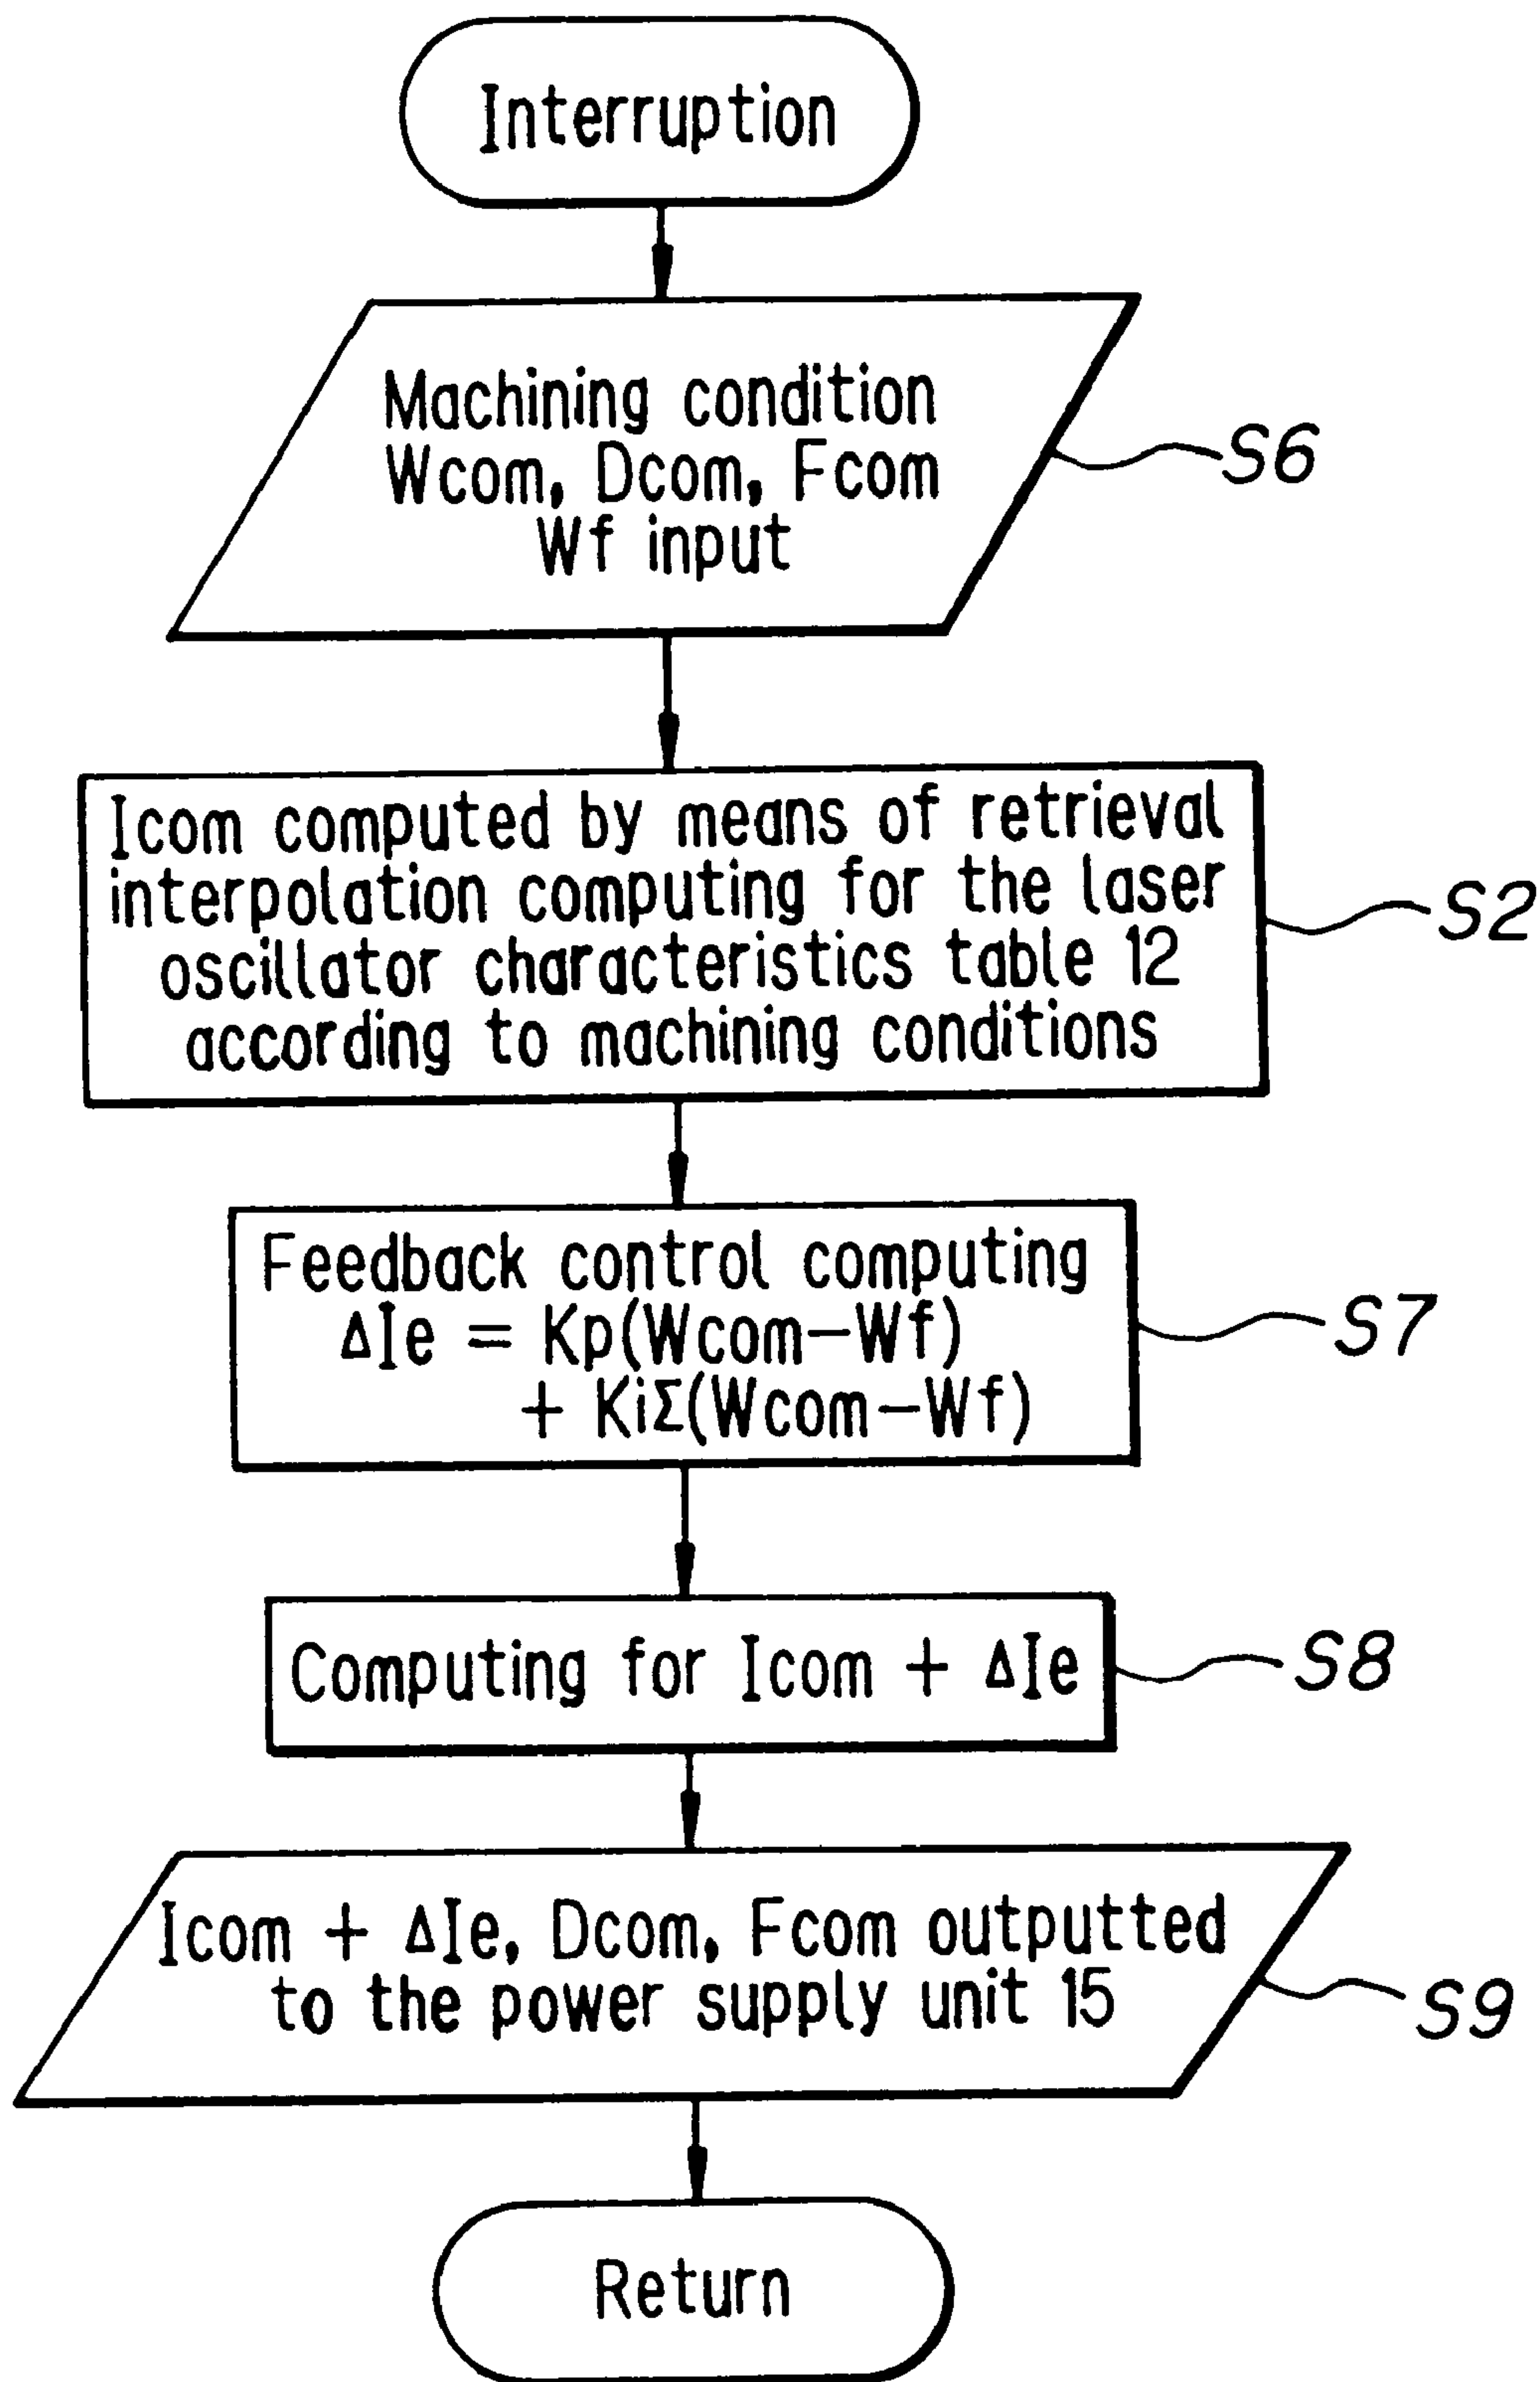 Interruption
Machining condition
Wcom, Dcom, Fcom
Wf input
S6
Icom computed by means of retrieval
interpolation computing for the laser
oscillator characteristics table 12
according to machining conditions
S2
Feedback control computing
ΔIe = Kp(Wcom−Wf)
+ KiΣ(Wcom−Wf)
S7
Computing for Icom + ΔIe
S8
Icom + ΔIe, Dcom, Fcom outputted
to the power supply unit 15
S9
Return